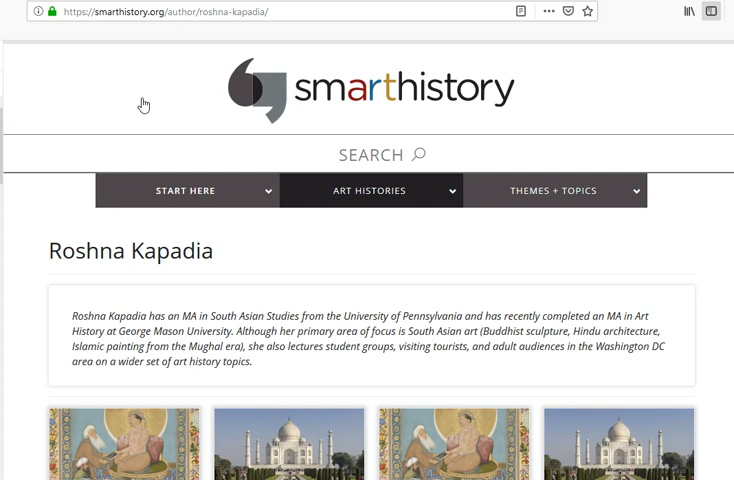 https://smarthistory.org/author/roshna-kapadia/
smarthistory
SEARCH
START HERE
ART HISTORIES
THEMES + TOPICS
Roshna Kapadia
Roshna Kapadia has an MA in South Asian Studies from the University of Pennsylvania and has recently completed an MA in Art
History at George Mason University. Although her primary area of focus is South Asian art (Buddhist sculpture, Hindu architecture,
Islamic painting from the Mughal era), she also lectures student groups, visiting tourists, and adult audiences in the Washington DC
area on a wider set of art history topics.